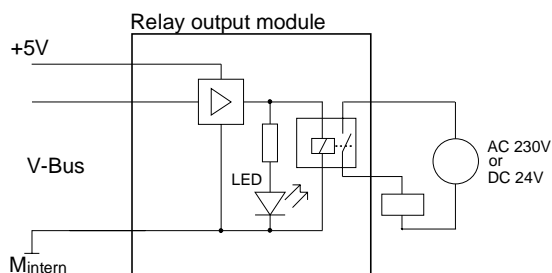 Relay output module
+5V
V-Bus
LED
AC 230V
or
DC 24V
Mintern